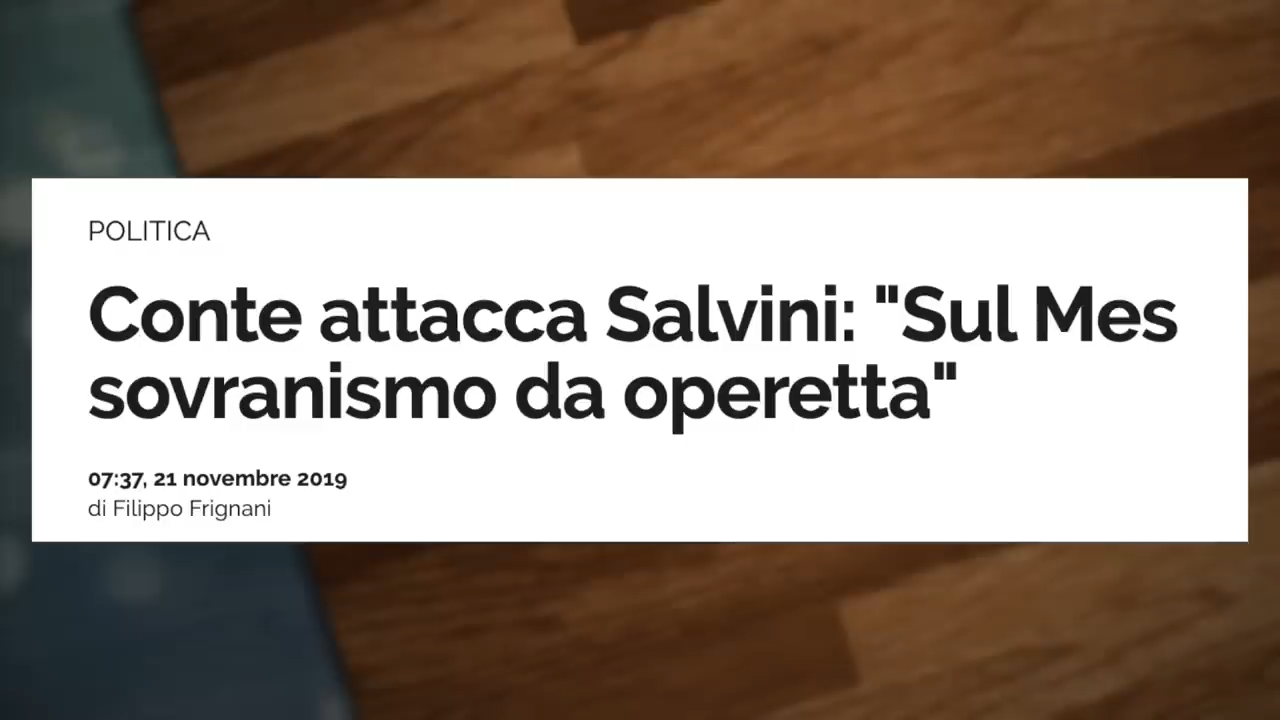 POLITICA
Conte attacca Salvini: "Sul Mes
sovranismo da operetta"
07:37, 21 novembre 2019
di Filippo Frignani